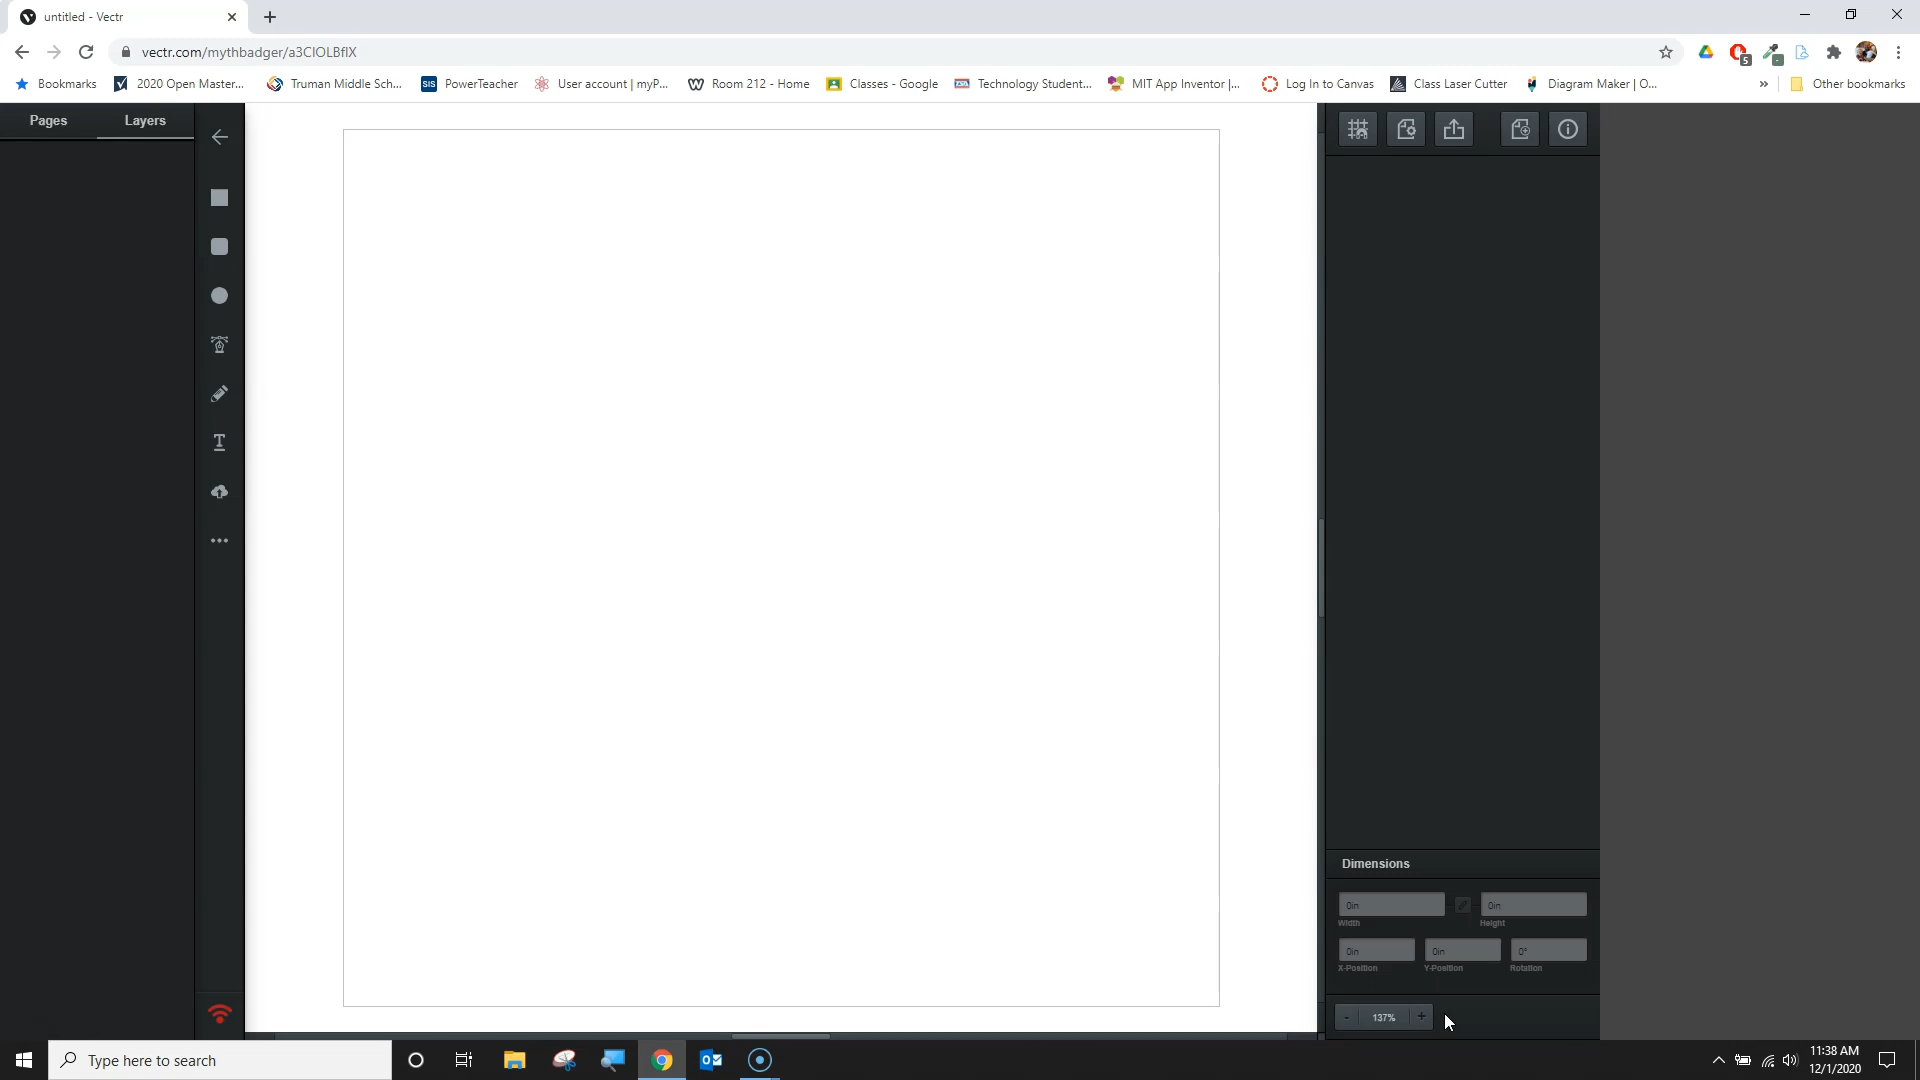 untitled - Vectr
vectr.com/mythbadger/a3CIOLBflX
5
Bookmarks
2020 Open Master...
Truman Middle Sch...
SIS
PowerTeacher
User account | myP...
Room 212 - Home
Classes - Google
Technology Student...
MIT App Inventor |...
Log In to Canvas
Class Laser Cutter
Diagram Maker | O...
»
Other bookmarks
Pages
Layers
Dimensions
0in
0in
Width
Height
0in
0in
0°
X-Position
Y-Position
Rotation
- 137% +
Type here to search
11:38 AM
12/1/2020